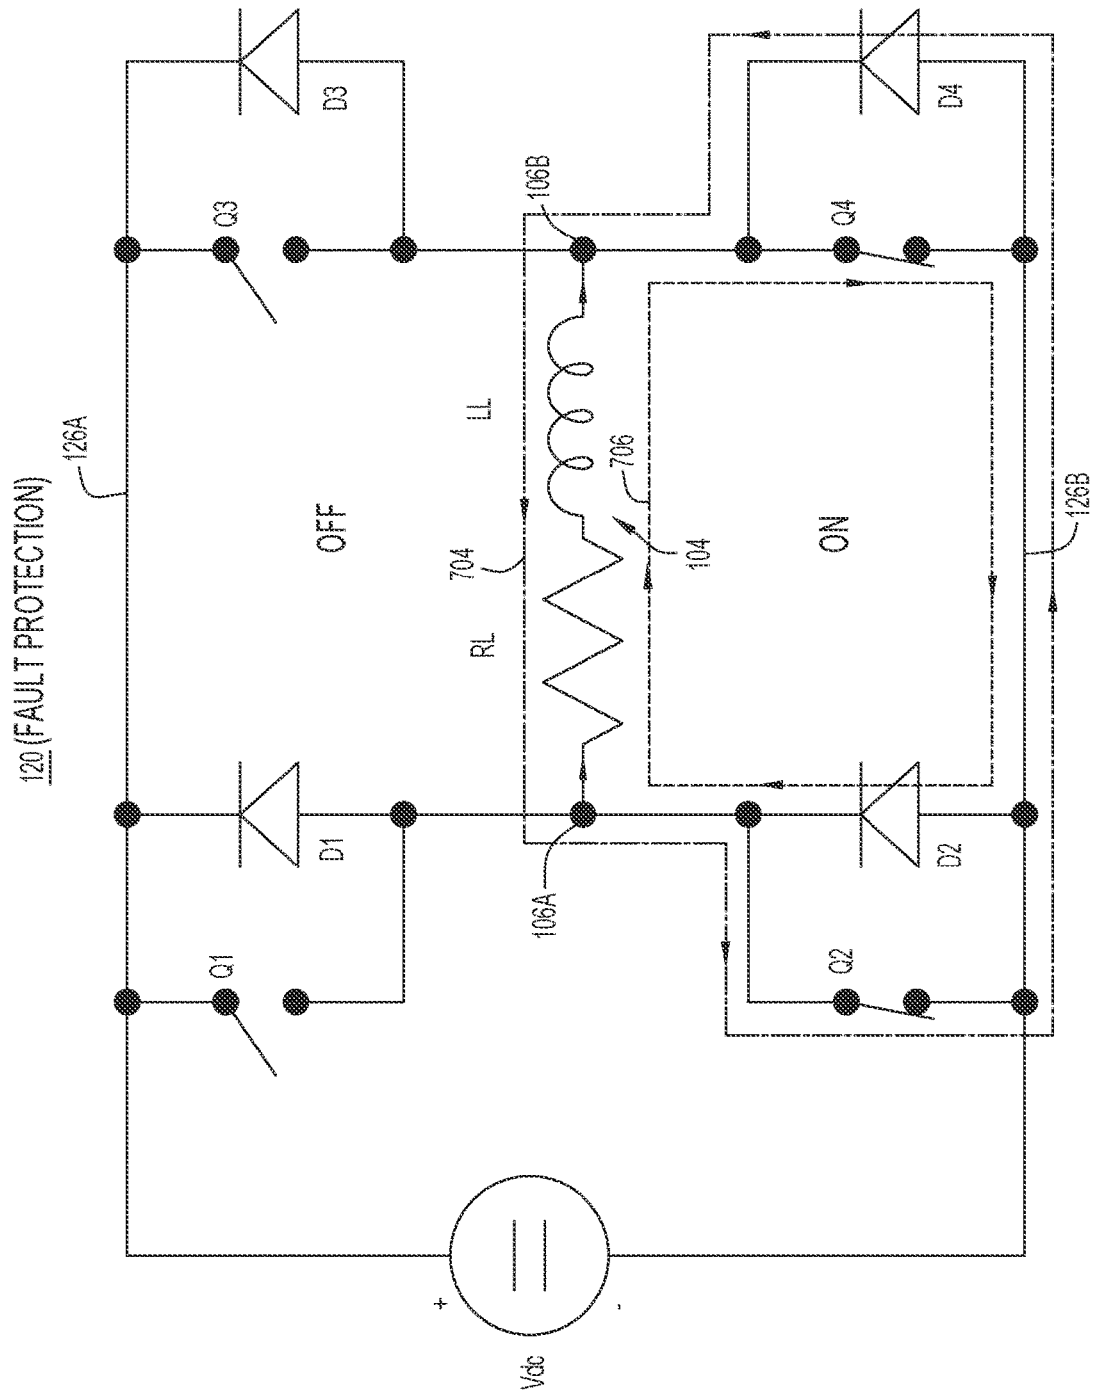 120 (FAULT PROTECTION)
126A
Q1
D1
Q3
D3
OFF
106A
106B
704
RL
LL
104
706
ON
Q2
D2
Q4
D4
126B
Vdc
+
-